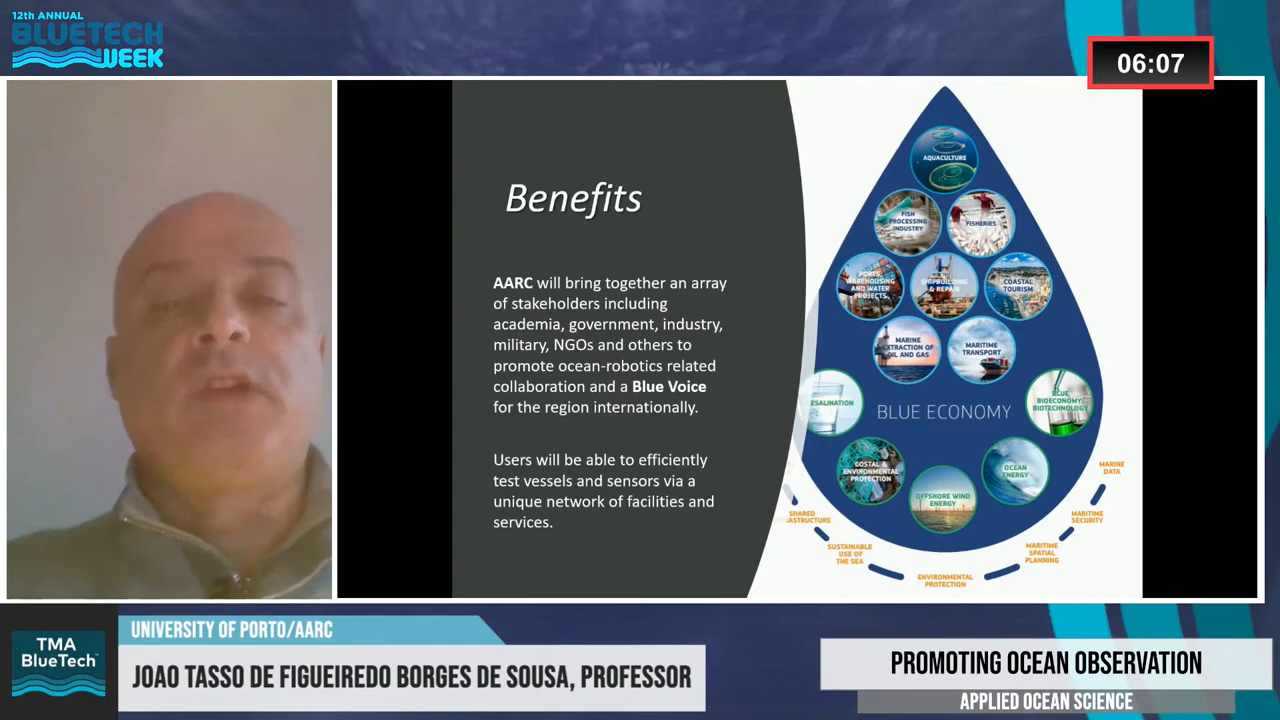 12th ANNUAL
BLUETECH
WEEK
06:07
Benefits
AARC will bring together an array
of stakeholders including
academia, government, industry,
military, NGOs and others to
promote ocean-robotics related
collaboration and a Blue Voice
for the region internationally.
Users will be able to efficiently
test vessels and sensors via a
unique network of facilities and
services.
AQUACULTURE
FISH
PROCESSING
INDUSTRY
FISHERIES
PORTS,
WAREHOUSING
AND WATER
PROJECTS
SHIPBUILDING
& REPAIR
COASTAL
TOURISM
MARINE
EXTRACTION OF
OIL AND GAS
MARITIME
TRANSPORT
ESALINATION
BLUE ECONOMY
BLUE
BIOECONOMY/
BIOTECHNOLOGY
COSTAL &
ENVIRONMENTAL
PROTECTION
OFFSHORE WIND
ENERGY
OCEAN
ENERGY
MARINE
DATA
SHARED
ASTRUCTURE
MARITIME
SECURITY
SUSTAINABLE
USE OF
THE SEA
MARITIME
SPATIAL
PLANNING
ENVIRONMENTAL
PROTECTION
TMA
BlueTech™
UNIVERSITY OF PORTO/AARC
JOAO TASSO DE FIGUEIREDO BORGES DE SOUSA, PROFESSOR
PROMOTING OCEAN OBSERVATION
APPLIED OCEAN SCIENCE